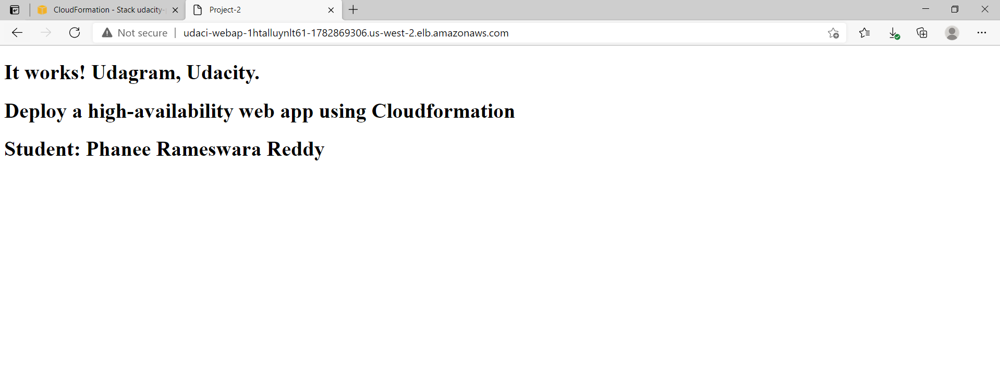 CloudFormation - Stack udacity-
Project-2
Not secure
udaci-webap-1htalluynlt61-1782869306.us-west-2.elb.amazonaws.com
It works! Udagram, Udacity.
Deploy a high-availability web app using Cloudformation
Student: Phanee Rameswara Reddy